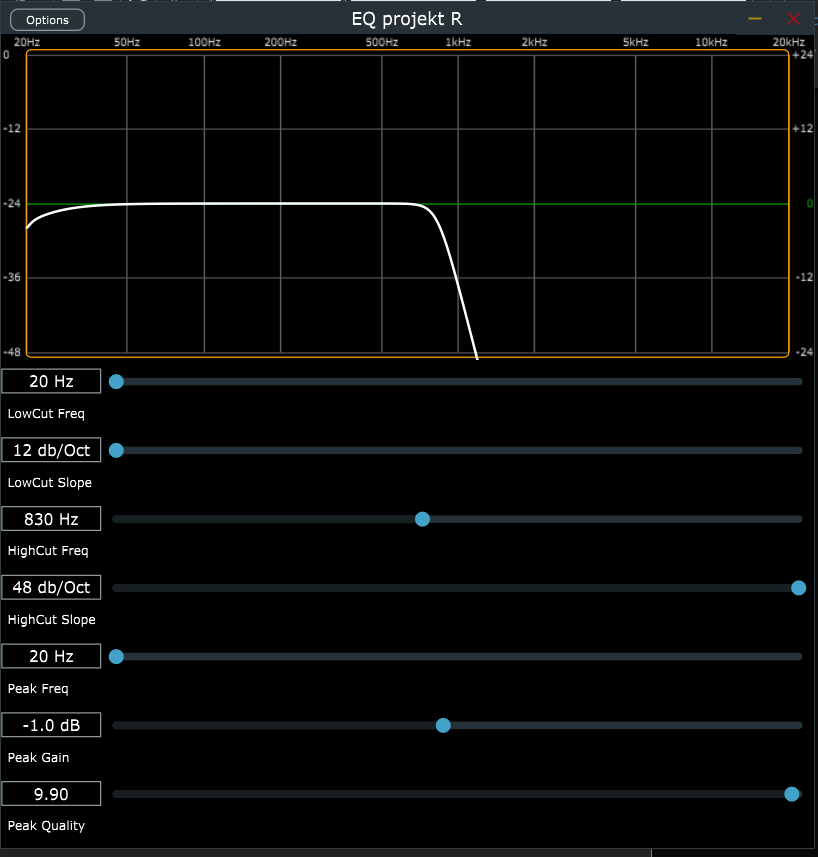 Options
EQ projekt R
20Hz 50Hz 100Hz 200Hz 500Hz 1kHz 2kHz 5kHz 10kHz 20kHz
0 +24
-12 +12
-24 0
-36 -12
-48 -24
20 Hz
LowCut Freq
12 db/Oct
LowCut Slope
830 Hz
HighCut Freq
48 db/Oct
HighCut Slope
20 Hz
Peak Freq
-1.0 dB
Peak Gain
9.90
Peak Quality